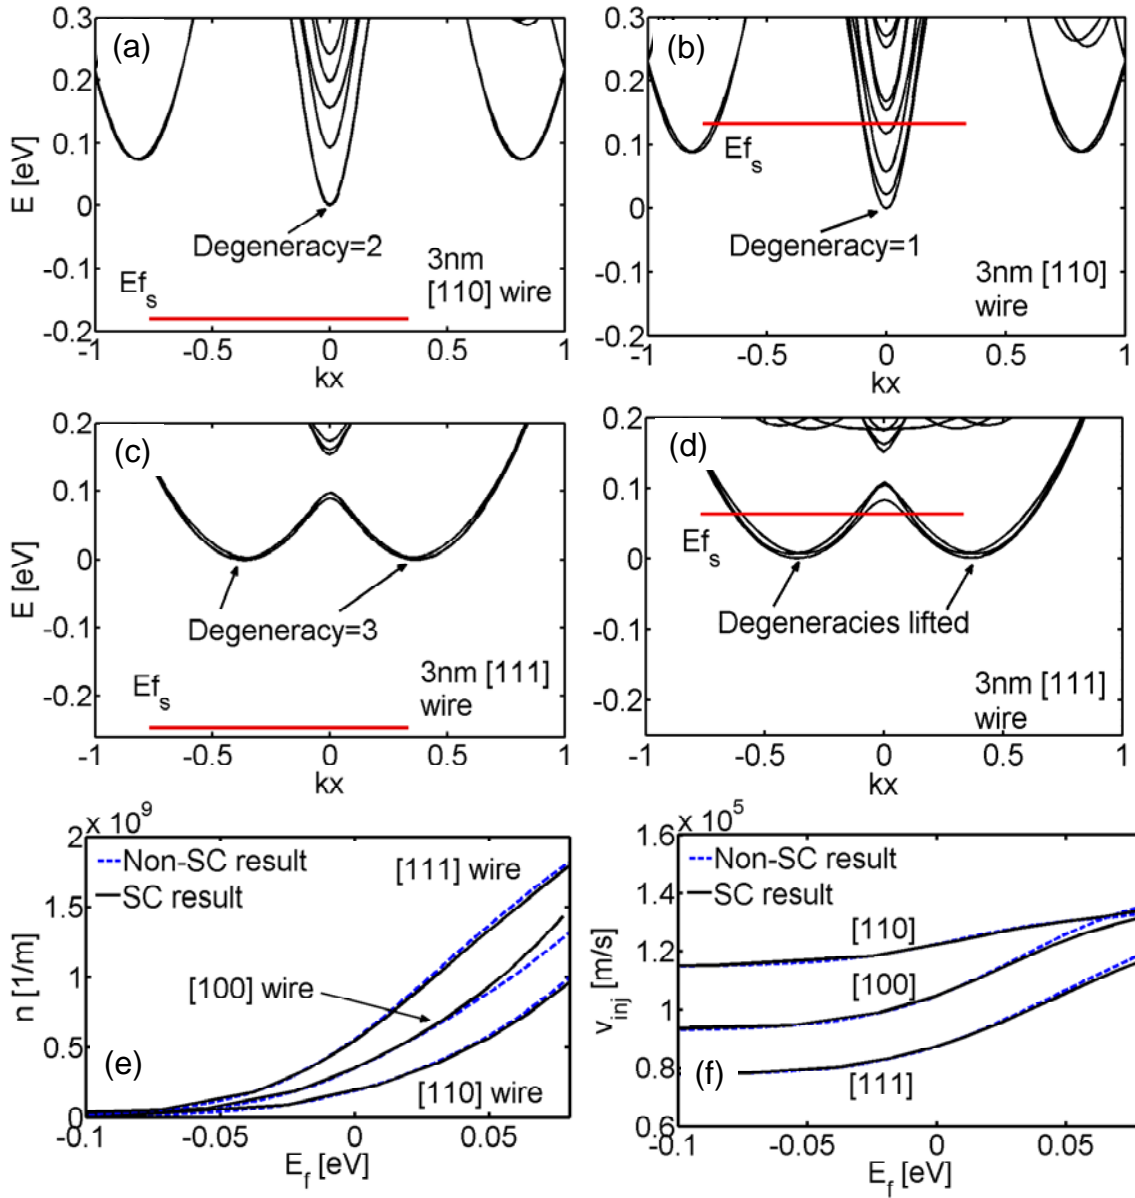 (a)
0.3
0.2
0.1
0
-0.1
-0.2
E [eV]
Degeneracy=2
Ef_s
3nm
[110] wire
-1 -0.5 0 0.5 1
kx
(b)
0.3
0.2
0.1
0
-0.1
-0.2
Ef_s
Degeneracy=1
3nm [110]
wire
-1 -0.5 0 0.5 1
kx
(c)
0.2
0.1
0
-0.1
-0.2
E [eV]
Degeneracy=3
Ef_s
3nm [111]
wire
-1 -0.5 0 0.5 1
kx
(d)
0.2
0.1
0
-0.1
-0.2
Ef_s
Degeneracies lifted
3nm [111]
wire
-1 -0.5 0 0.5 1
kx
x 10^9
2
1.5
1
0.5
0
n [1/m]
Non-SC result
SC result
[111] wire
[100] wire
[110] wire
(e)
-0.1 -0.05 0 0.05
E_f [eV]
x 10^5
1.6
1.4
1.2
1
0.8
0.6
v_inj [m/s]
Non-SC result
SC result
[110]
[100]
[111]
(f)
-0.1 -0.05 0 0.05
E_f [eV]